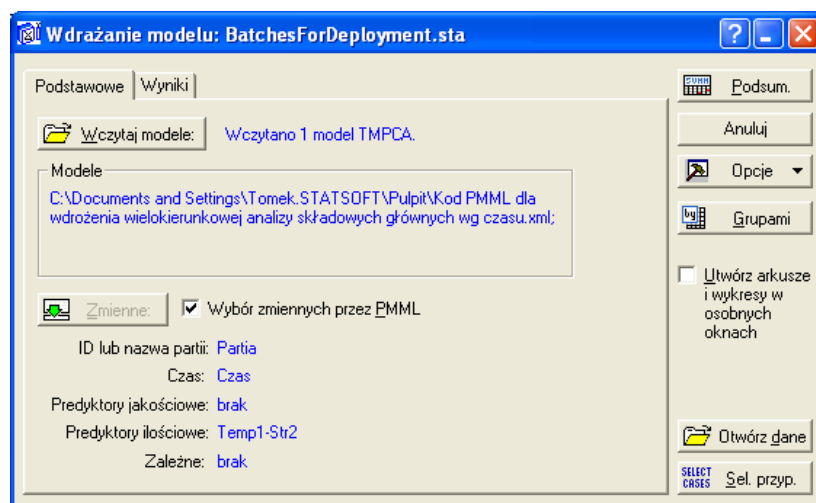 Wdrażanie modelu: BatchesForDeployment.sta
Podstawowe Wyniki
Wczytaj modele: Wczytano 1 model TMPCA.
Modele
C:\Documents and Settings\Tomek.STATSOFT\Pulpit\Kod PMML dla
wdrożenia wielokierunkowej analizy składowych głównych wg czasu.xml;
Zmienne: Wybór zmiennych przez PMML
ID lub nazwa partii: Partia
Czas: Czas
Predyktory jakościowe: brak
Predyktory ilościowe: Temp1-Str2
Zależne: brak
SUMM Podsum.
Anuluj
Opcje
by Grupami
Utwórz arkusze
i wykresy w
osobnych
oknach
Otwórz dane
SELECT CASES Sel. przyp.